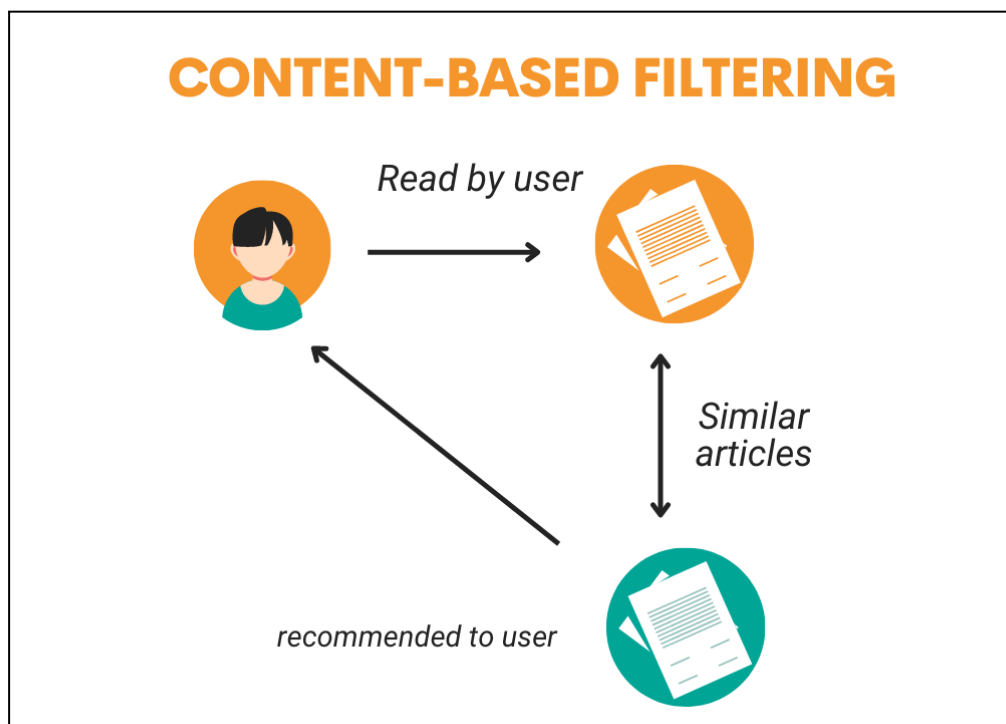 CONTENT-BASED FILTERING
Read by user
Similar
articles
recommended to user